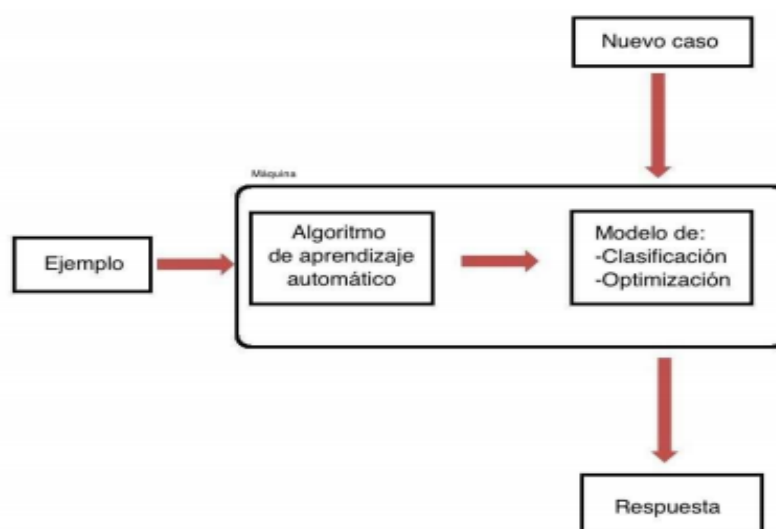 Nuevo caso
Máquina
Ejemplo
Algoritmo
de aprendizaje
automático
Modelo de:
-Clasificación
-Optimización
Respuesta